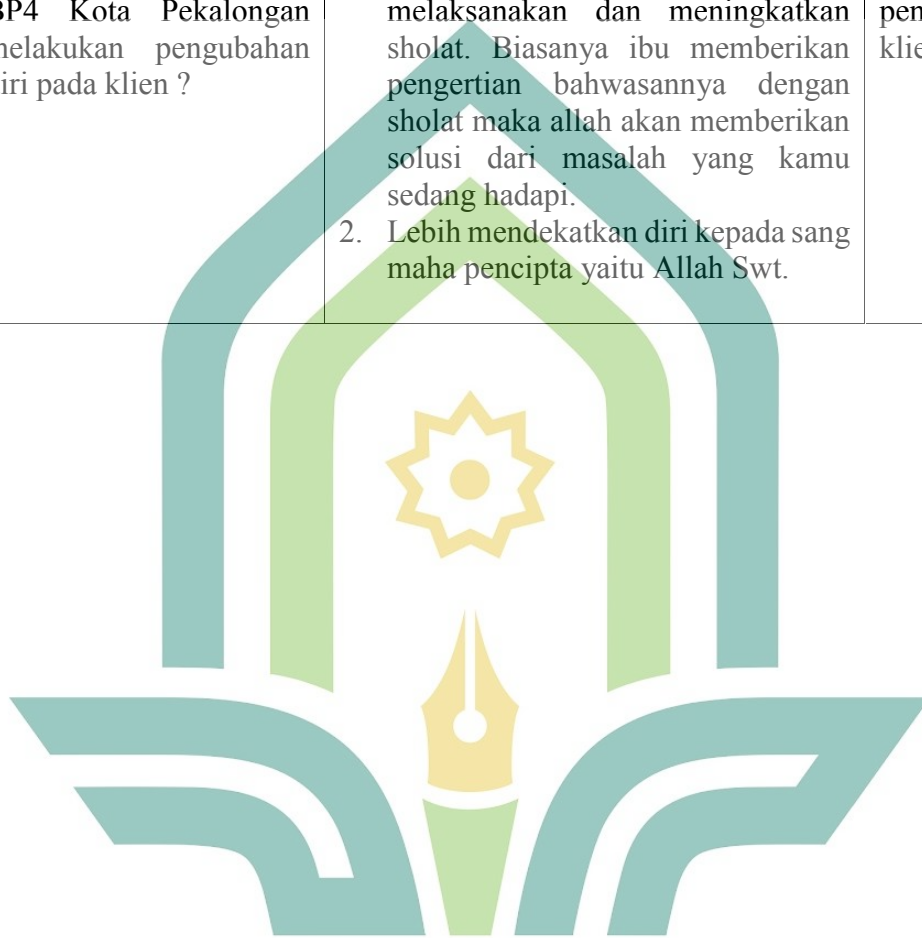 BP4 Kota Pekalongan
melakukan pengubahan
diri pada klien ?
melaksanakan dan meningkatkan
sholat. Biasanya ibu memberikan
pengertian bahwasannya dengan
sholat maka allah akan memberikan
solusi dari masalah yang kamu
sedang hadapi.
2. Lebih mendekatkan diri kepada sang
maha pencipta yaitu Allah Swt.